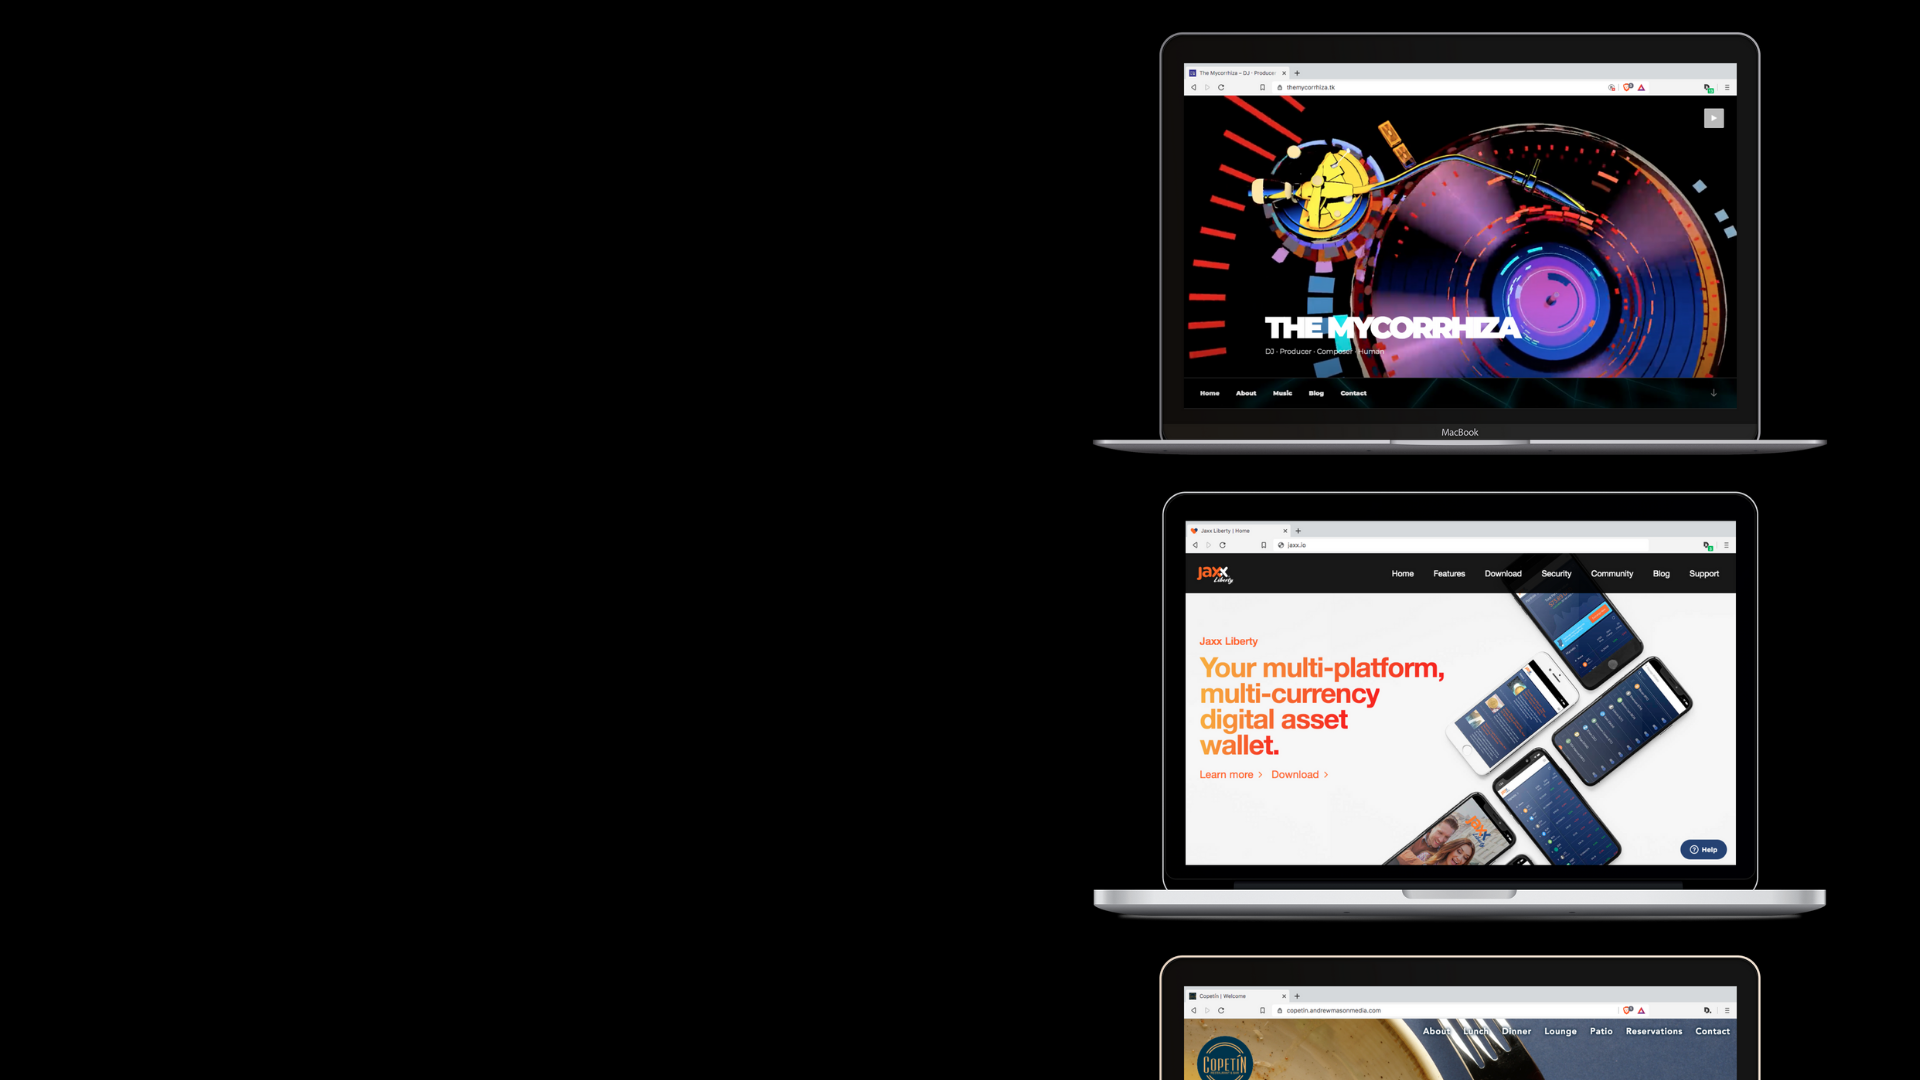 The Mycorrhiza – DJ · Producer
themycorrhiza.tk
THE MYCORRHIZA
DJ · Producer · Composer · Human
Home About Music Blog Contact
MacBook
Jaxx Liberty | Home
jaxx.io
jaxx
Liberty
Home Features Download Security Community Blog Support
Jaxx Liberty
Your multi-platform,
multi-currency
digital asset
wallet.
Learn more > Download >
Help
Copetín | Welcome
copetin.andrewmasonmedia.com
About Lunch Dinner Lounge Patio Reservations Contact
COPETÍN